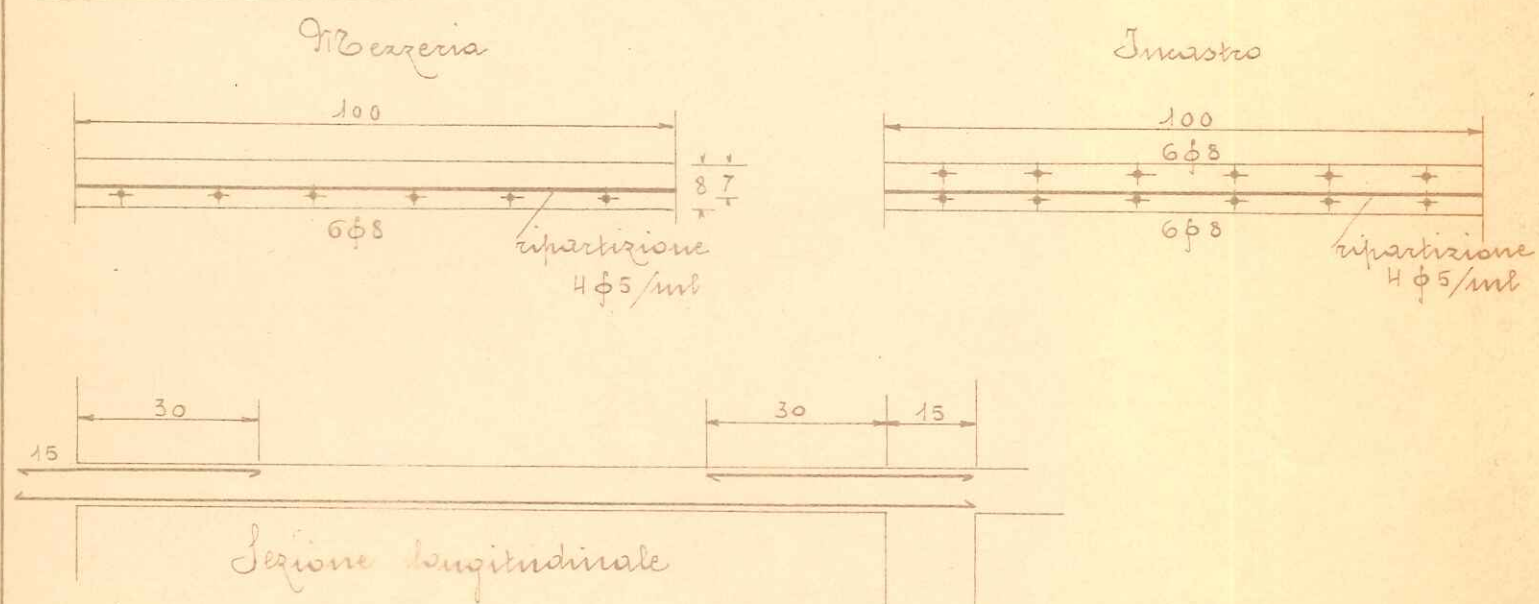 Mezzeria
100
8 7
6ϕ8
ripartizione
4ϕ5/ml
Incastro
100
6ϕ8
6ϕ8
ripartizione
4ϕ5/ml
30
30
15
15
Sezione longitudinale